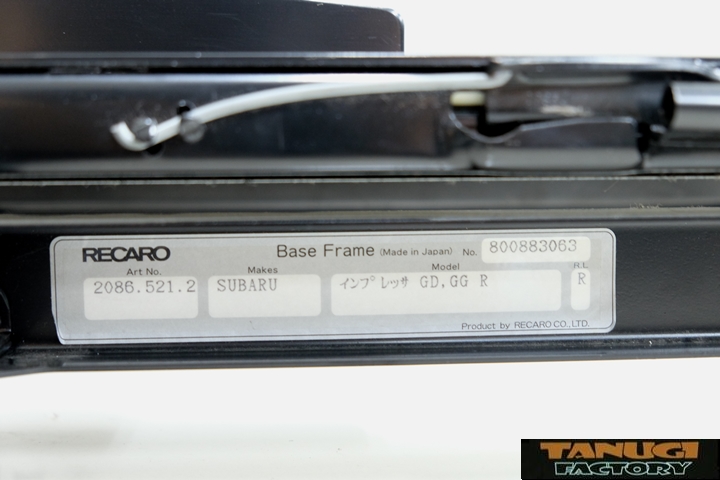 RECARO Base Frame (Made in Japan) No. 800883063
Art No. Makes Model R.L
2086.521.2 SUBARU インプレッサ GD,GG R R
Product by RECARO CO., LTD.
TANUGI
FACTORY